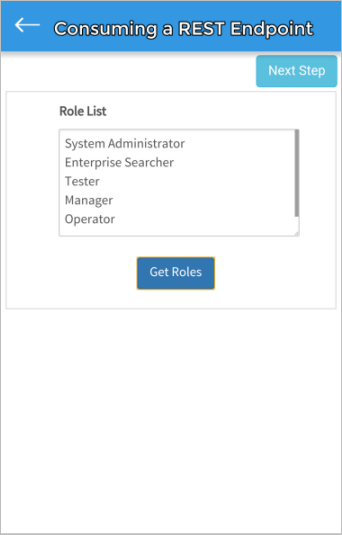 Consuming a REST Endpoint
Next Step
Role List
System Administrator
Enterprise Searcher
Tester
Manager
Operator
Get Roles